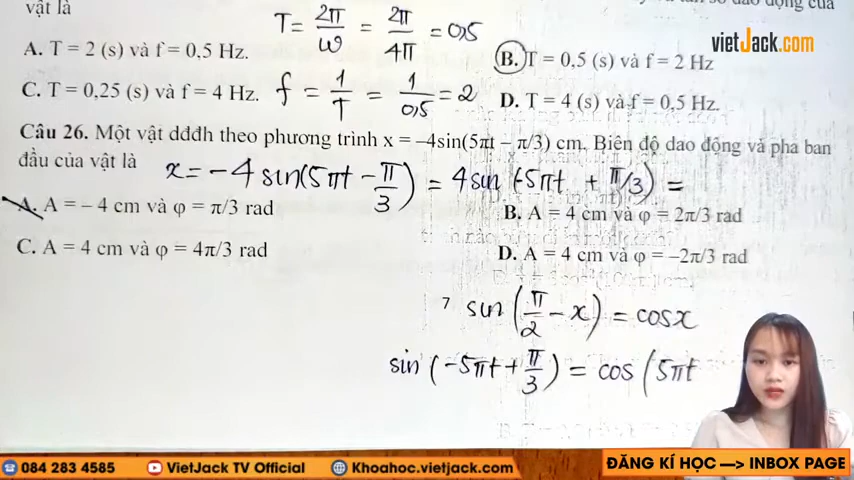 vật là
T = 2π/ω = 2π/4π = 0,5
vietJack.com
A. T = 2 (s) và f = 0,5 Hz.
B. T = 0,5 (s) và f = 2 Hz
C. T = 0,25 (s) và f = 4 Hz.
f = 1/T = 1/0,5 = 2
D. T = 4 (s) và f = 0,5 Hz.
Câu 26. Một vật dđđh theo phương trình x = –4sin(5πt – π/3) cm. Biên độ dao động và pha ban
đầu của vật là
x = -4 sin(5πt - π/3) = 4 sin (-5πt + π/3) =
A. A = – 4 cm và φ = π/3 rad
B. A = 4 cm và φ = 2π/3 rad
C. A = 4 cm và φ = 4π/3 rad
D. A = 4 cm và φ = –2π/3 rad
sin (π/2 - x) = cosx
sin (-5πt + π/3) = cos (5πt
084 283 4585
VietJack TV Official
Khoahoc.vietjack.com
ĐĂNG KÍ HỌC —> INBOX PAGE